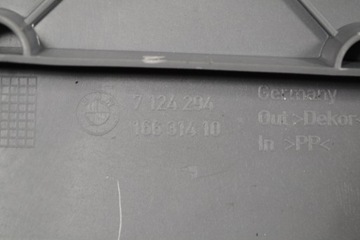 7 124 294
166 314 10
Germany
Out >Dekor<
In >PP<